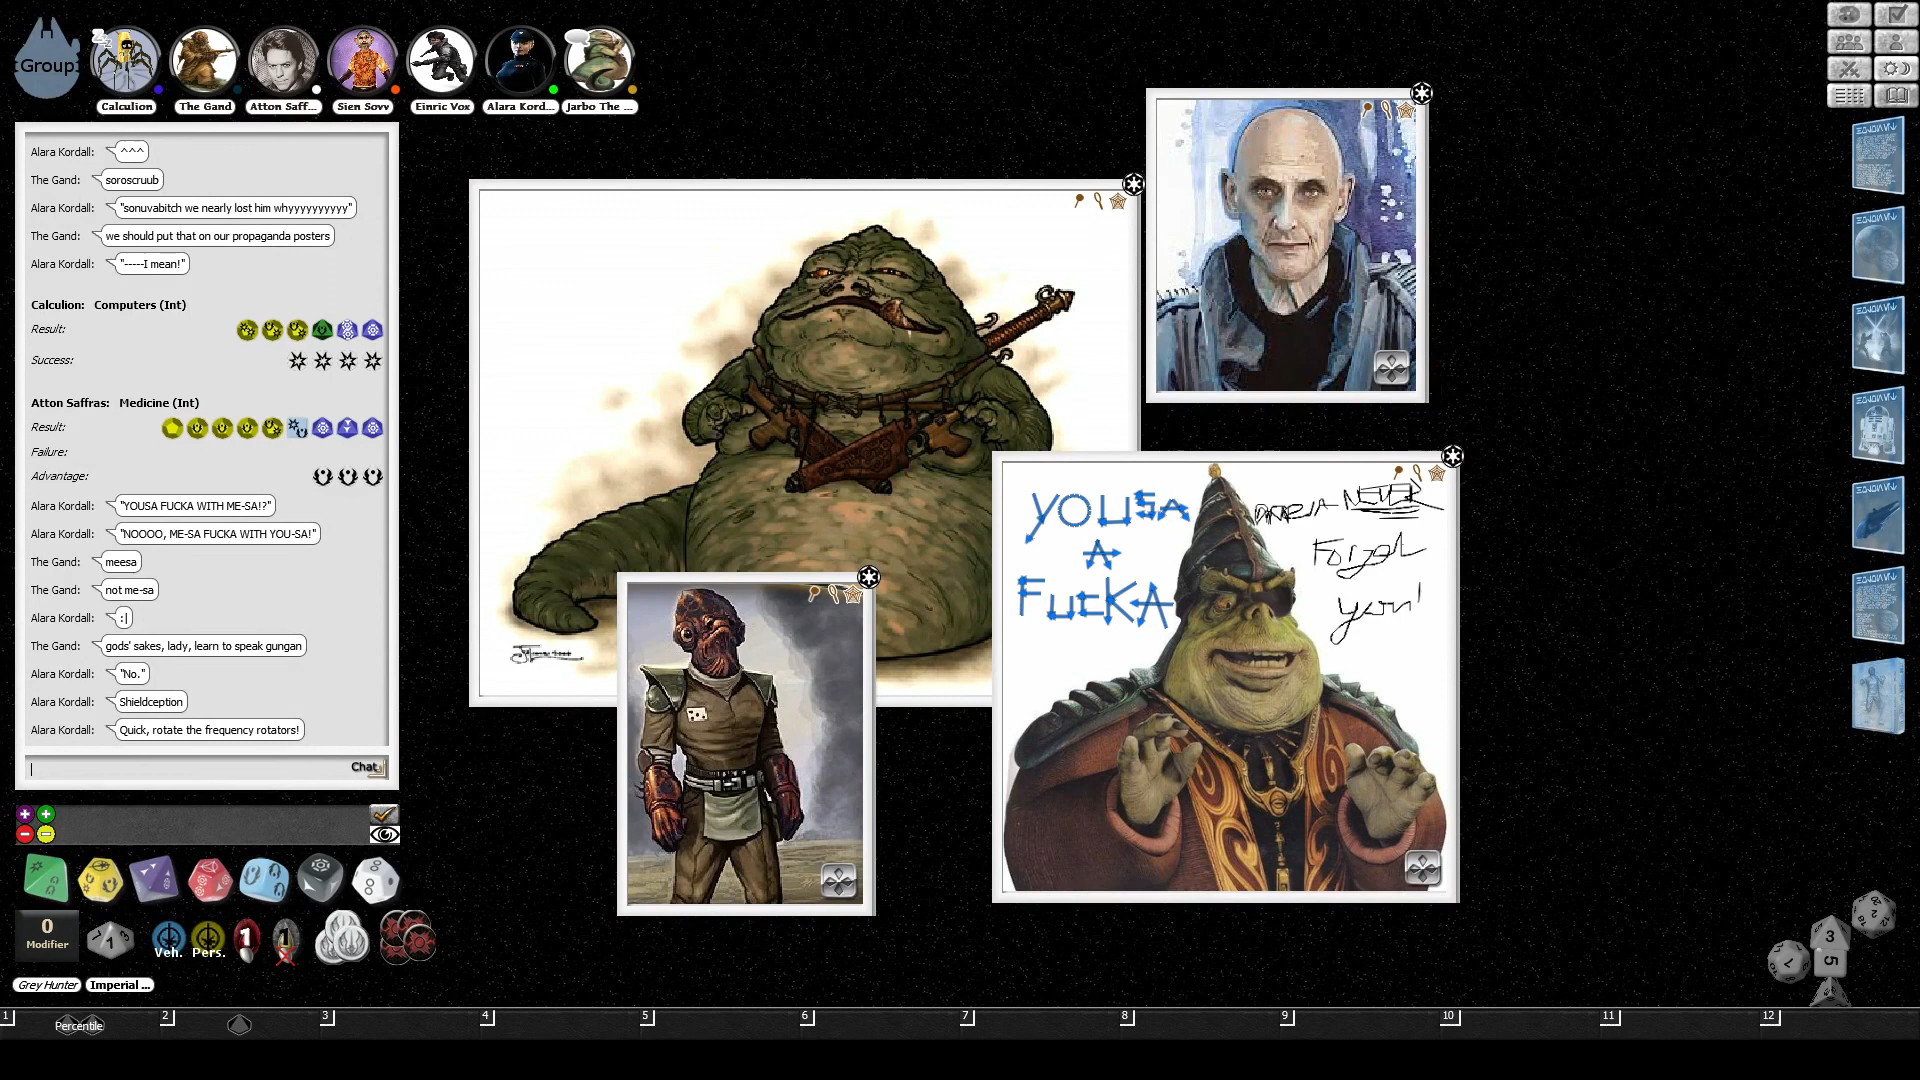 Group
Calculion
The Gand
Atton Saff...
Sien Sovv
Einric Vox
Alara Kord...
Jarbo The ...
Alara Kordall: ^^^
The Gand: soroscruub
Alara Kordall: "sonuvabitch we nearly lost him whyyyyyyyyyy"
The Gand: we should put that on our propaganda posters
Alara Kordall: "-----I mean!"
Calculion: Computers (Int)
Result:
Success:
Atton Saffras: Medicine (Int)
Result:
Failure:
Advantage:
Alara Kordall: "YOUSA FUCKA WITH ME-SA!?"
Alara Kordall: "NOOOO, ME-SA FUCKA WITH YOU-SA!"
The Gand: meesa
The Gand: not me-sa
Alara Kordall: :|
The Gand: gods' sakes, lady, learn to speak gungan
Alara Kordall: "No."
Alara Kordall: Shieldception
Alara Kordall: Quick, rotate the frequency rotators!
Chat
YOUSA
A
FucKA
NEVER
Forget
you!
0
Modifier
Veh.
Pers.
1
1
Grey Hunter
Imperial ...
1 2 3 4 5 6 7 8 9 10 11 12
Percentile